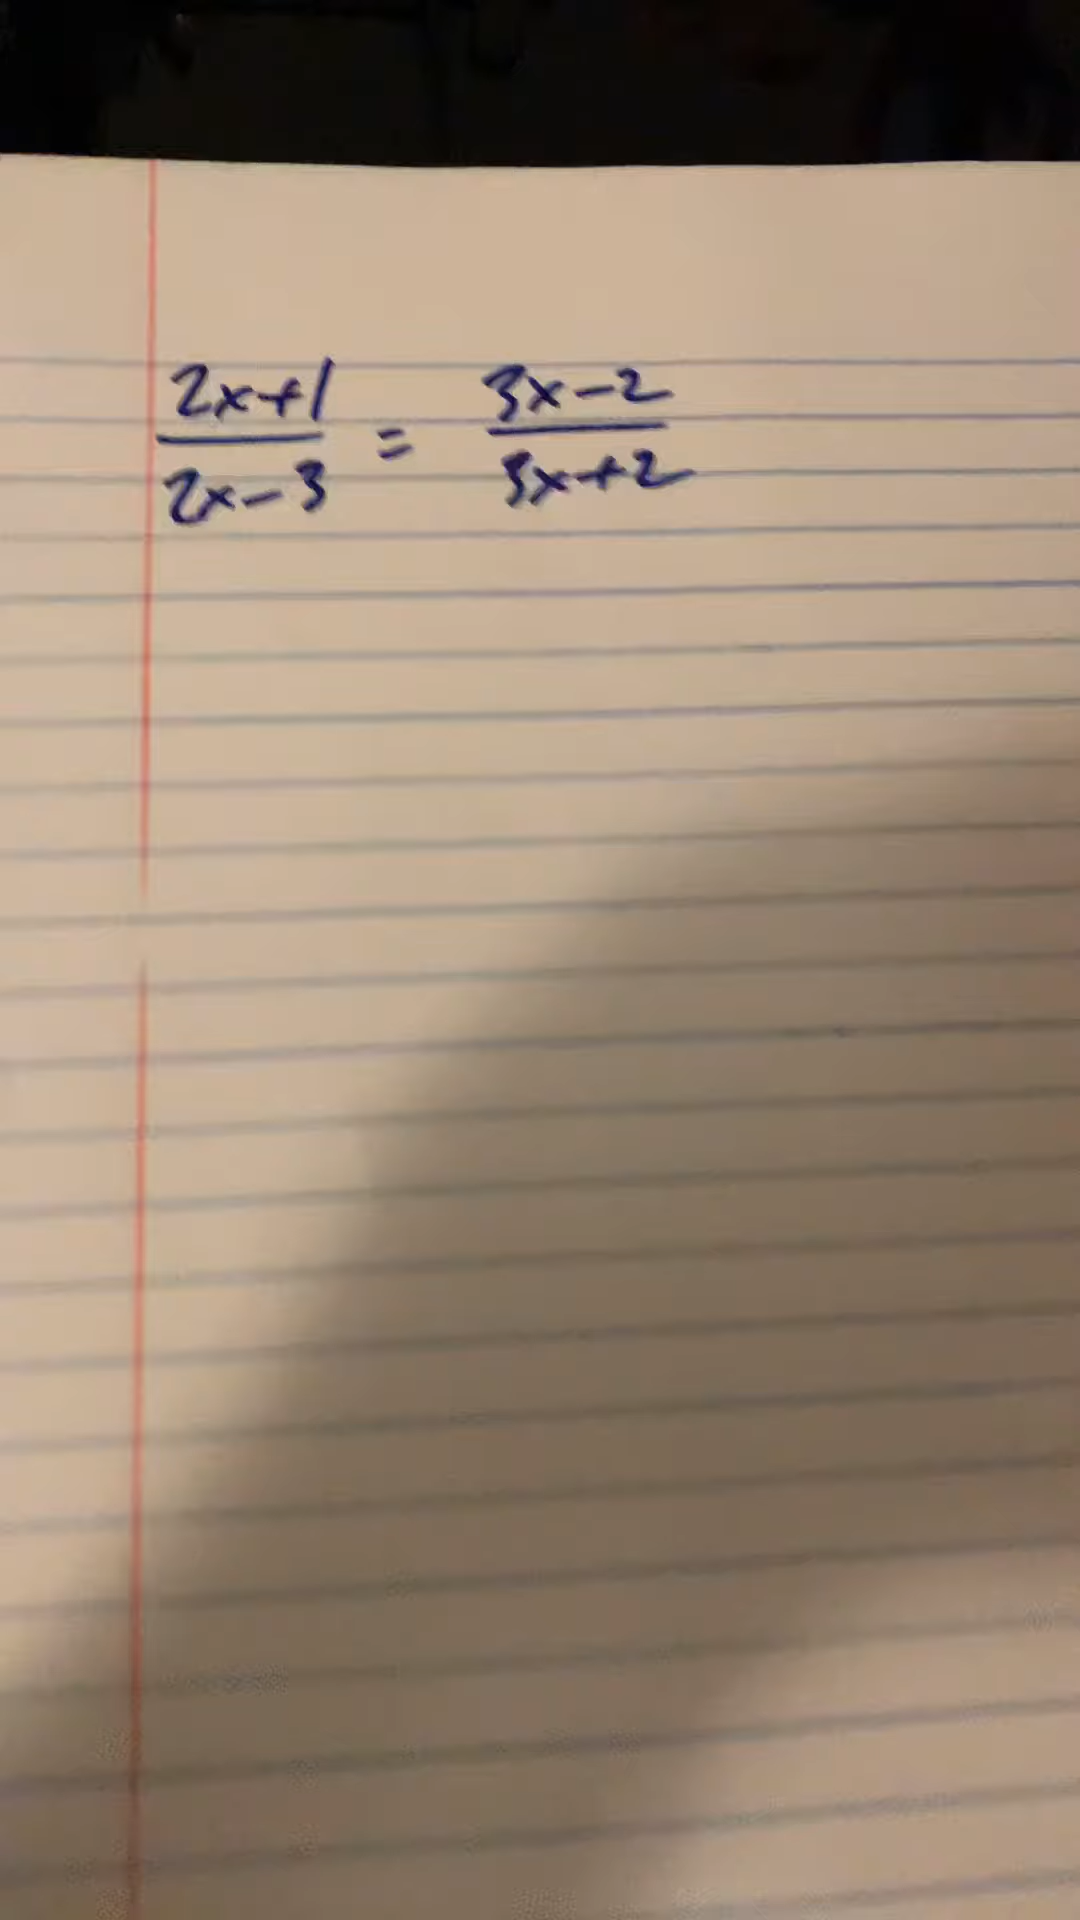 2x+1 / 2x-3 = 3x-2 / 3x+2